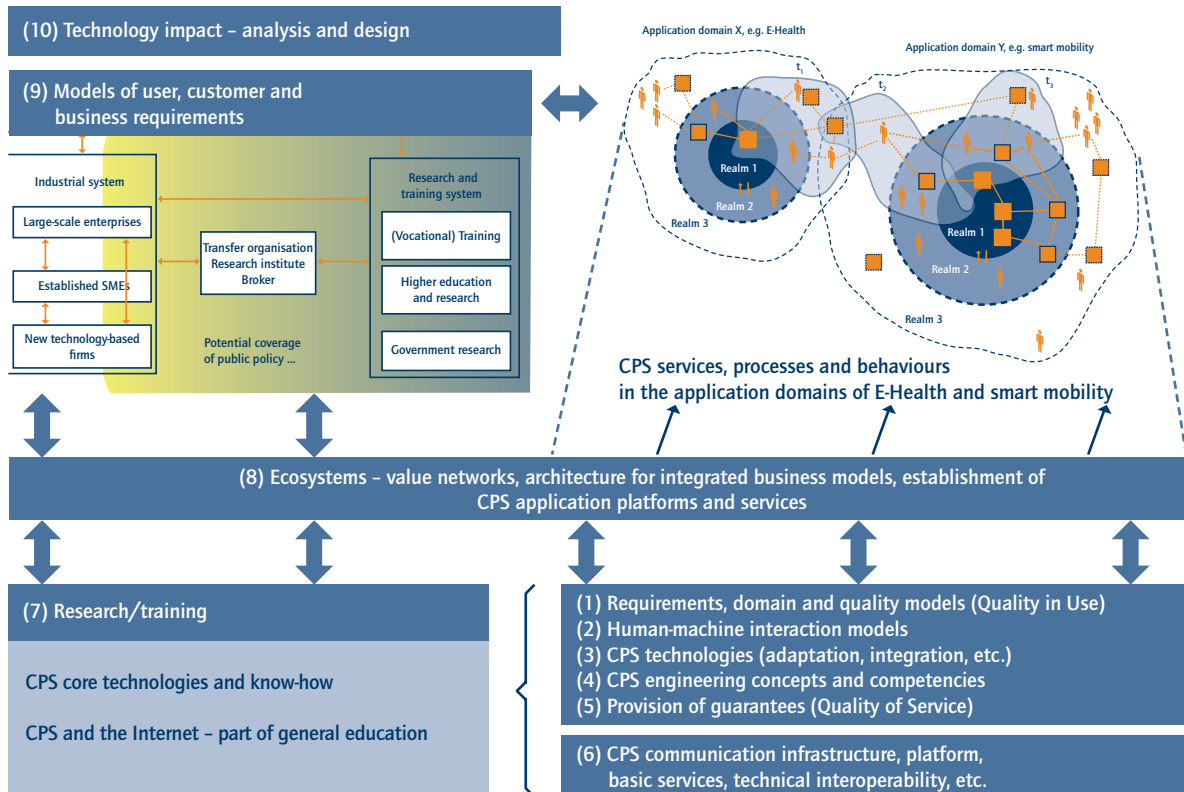 (10) Technology impact – analysis and design
(9) Models of user, customer and
business requirements
Industrial system
Large-scale enterprises
Established SMEs
New technology-based
firms
Transfer organisation
Research institute
Broker
Potential coverage
of public policy ...
Research and
training system
(Vocational) Training
Higher education
and research
Government research
Application domain X, e.g. E-Health
Application domain Y, e.g. smart mobility
t1
t2
t3
Realm 1
Realm 2
Realm 3
Realm 1
Realm 2
Realm 3
CPS services, processes and behaviours
in the application domains of E-Health and smart mobility
(8) Ecosystems – value networks, architecture for integrated business models, establishment of
CPS application platforms and services
(7) Research/training
CPS core technologies and know-how
CPS and the Internet – part of general education
(1) Requirements, domain and quality models (Quality in Use)
(2) Human-machine interaction models
(3) CPS technologies (adaptation, integration, etc.)
(4) CPS engineering concepts and competencies
(5) Provision of guarantees (Quality of Service)
(6) CPS communication infrastructure, platform,
basic services, technical interoperability, etc.